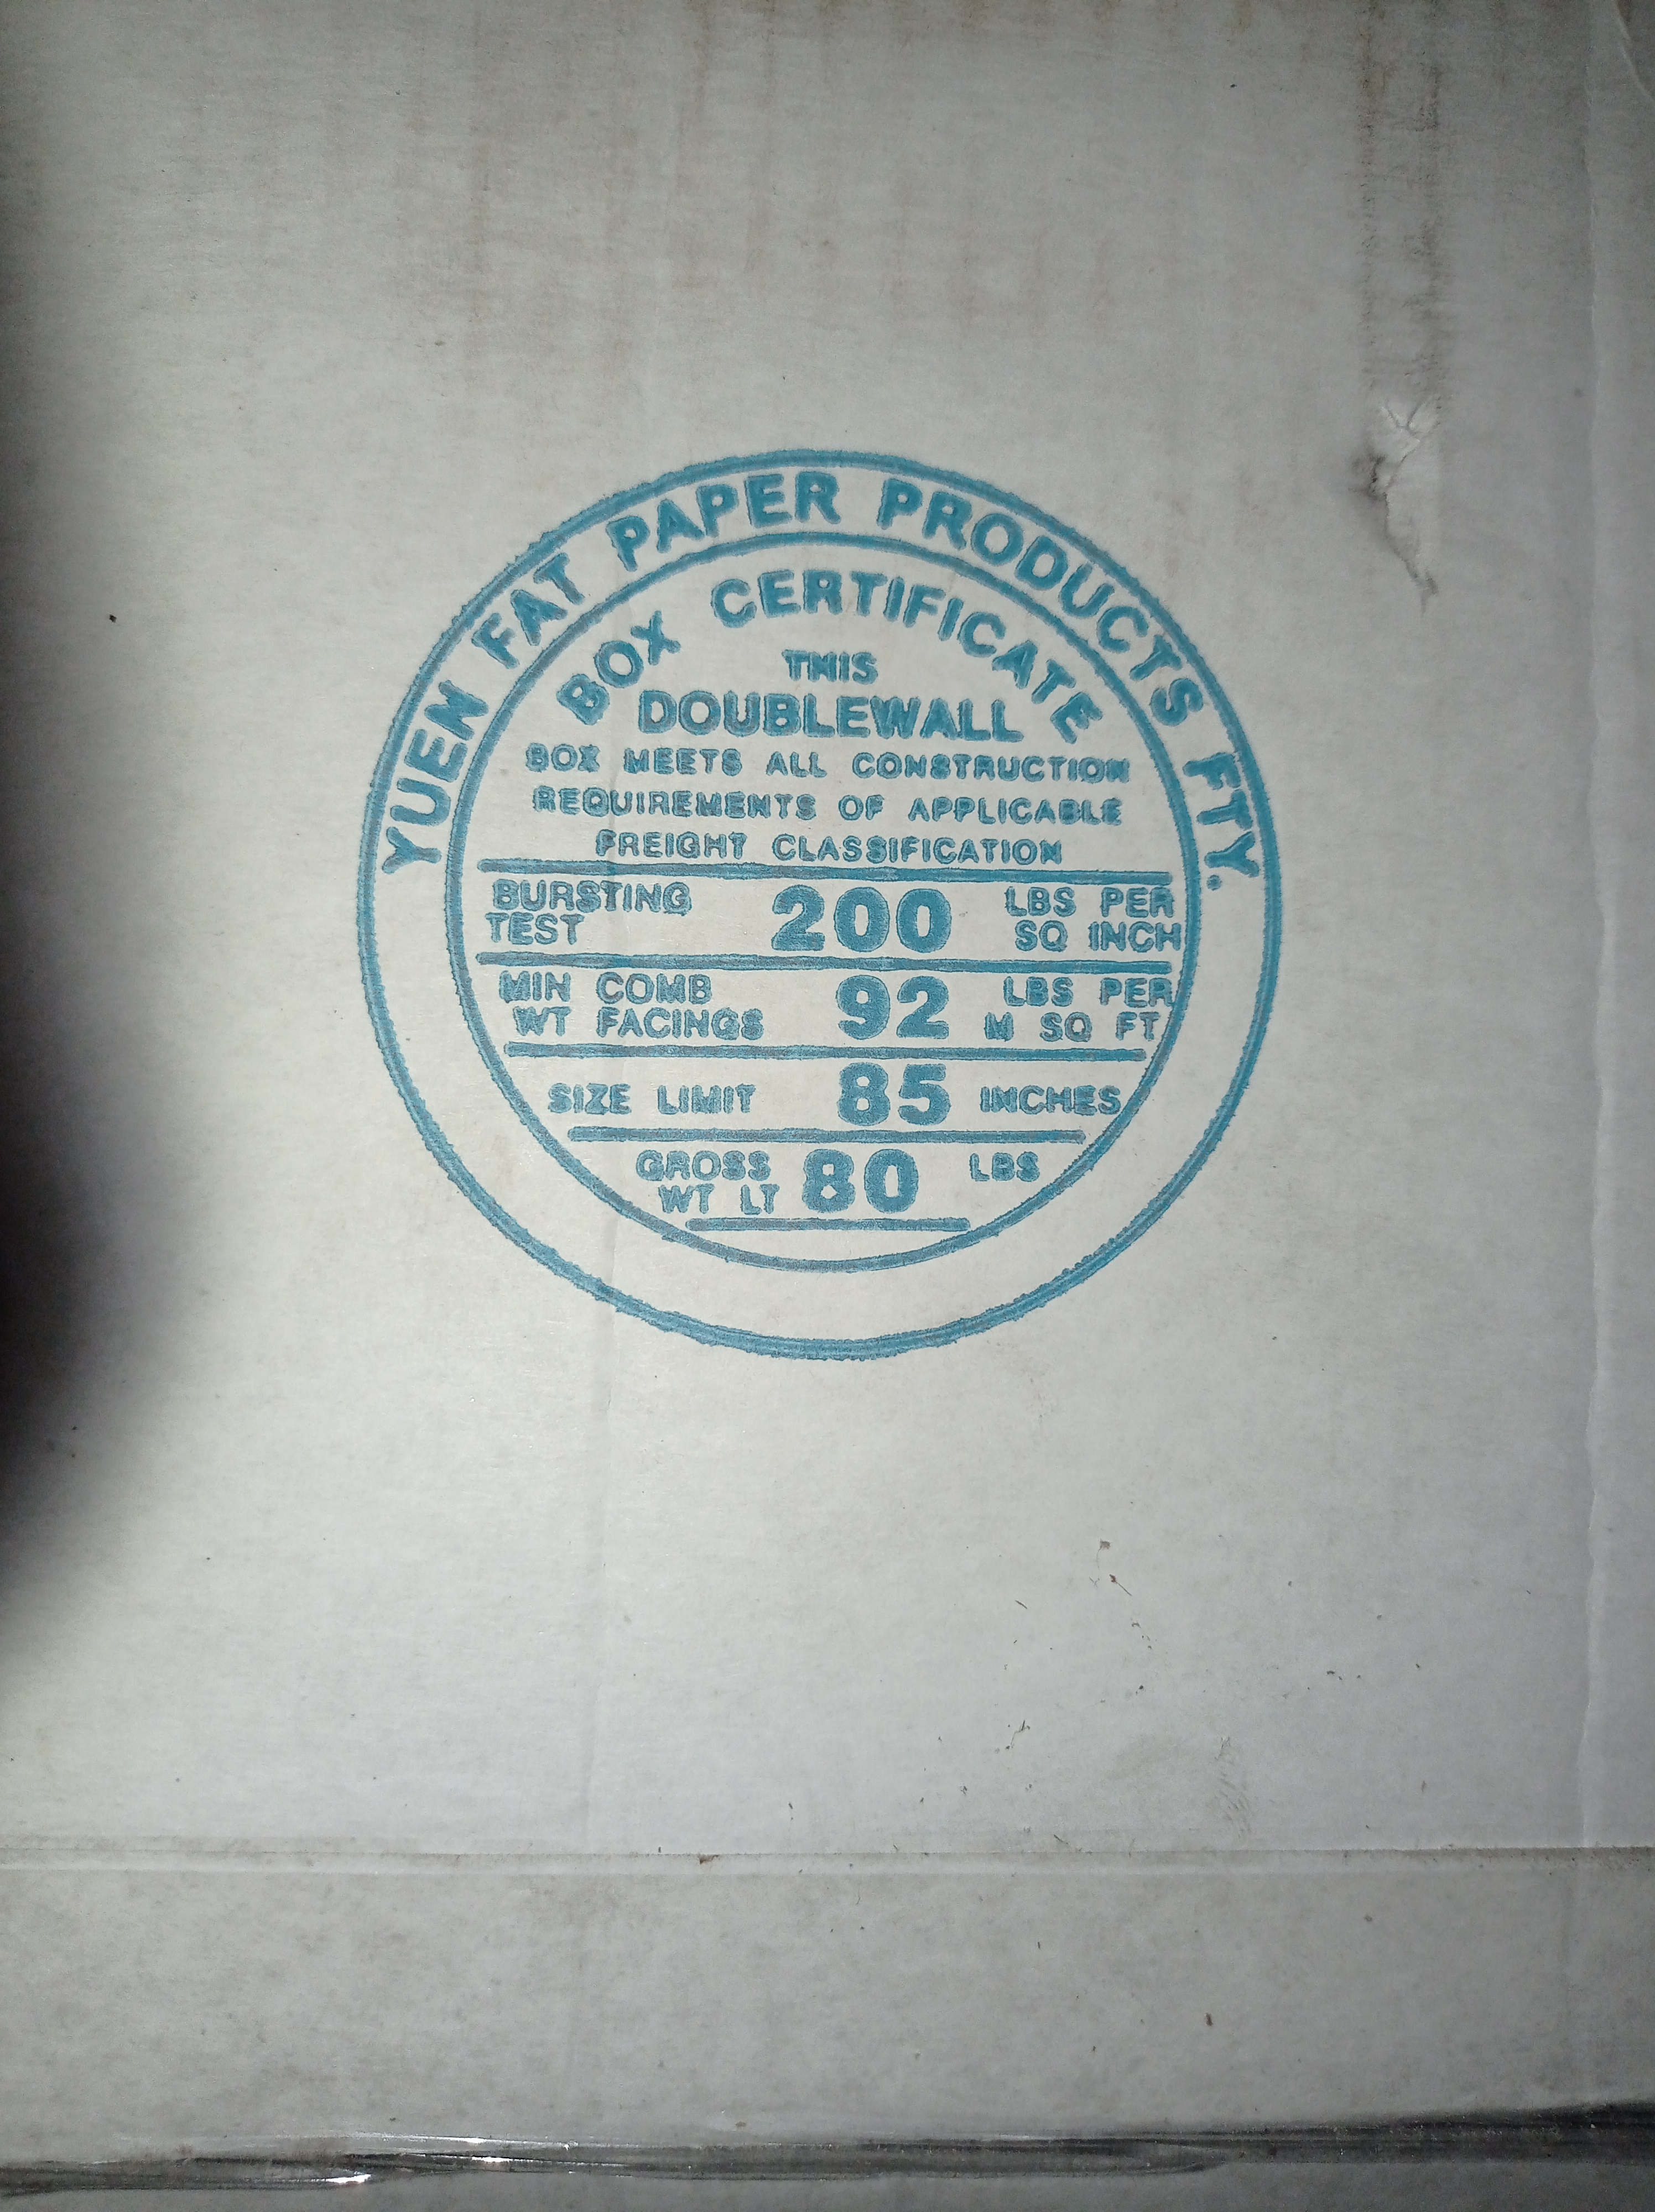 YUEN FAT PAPER PRODUCTS FTY.
BOX CERTIFICATE
THIS
DOUBLEWALL
BOX MEETS ALL CONSTRUCTION
REQUIREMENTS OF APPLICABLE
FREIGHT CLASSIFICATION
BURSTING TEST 200 LBS PER SQ INCH
MIN COMB WT FACINGS 92 LBS PER M SQ FT
SIZE LIMIT 85 INCHES
GROSS WT LT 80 LBS